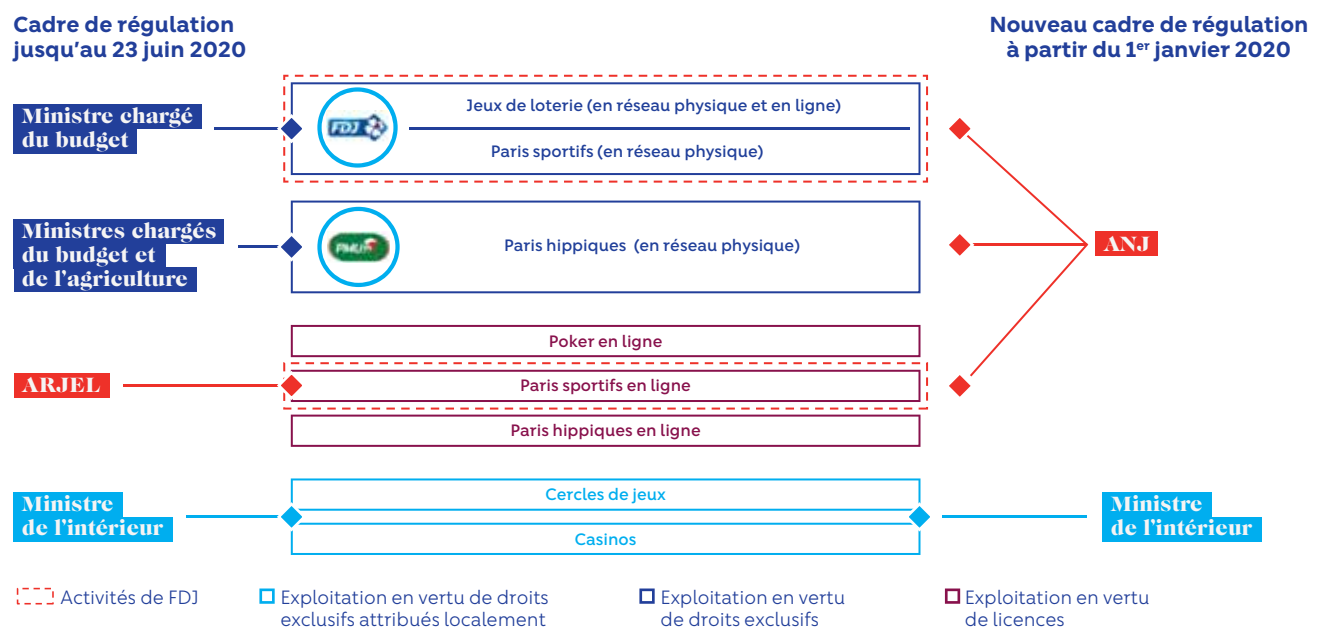 Cadre de régulation
jusqu'au 23 juin 2020
Nouveau cadre de régulation
à partir du 1er janvier 2020
Ministre chargé
du budget
FDJ
Jeux de loterie (en réseau physique et en ligne)
Paris sportifs (en réseau physique)
Ministres chargés
du budget et
de l'agriculture
PMU
Paris hippiques (en réseau physique)
ANJ
Poker en ligne
ARJEL
Paris sportifs en ligne
Paris hippiques en ligne
Ministre
de l'intérieur
Cercles de jeux
Casinos
Ministre
de l'intérieur
Activités de FDJ
Exploitation en vertu de droits
exclusifs attribués localement
Exploitation en vertu
de droits exclusifs
Exploitation en vertu
de licences